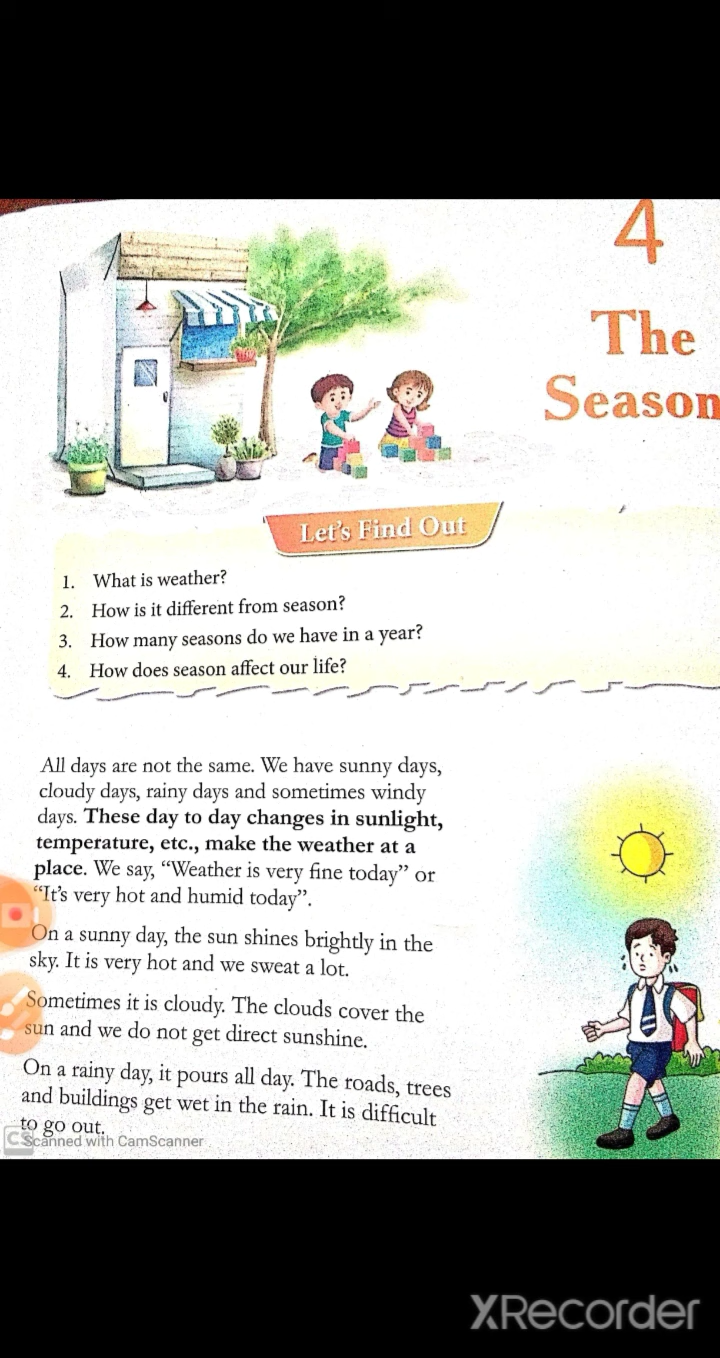 4
The
Season
Let's Find Out
1. What is weather?
2. How is it different from season?
3. How many seasons do we have in a year?
4. How does season affect our life?
All days are not the same. We have sunny days,
cloudy days, rainy days and sometimes windy
days. These day to day changes in sunlight,
temperature, etc., make the weather at a
place. We say, “Weather is very fine today” or
“It's very hot and humid today”.
On a sunny day, the sun shines brightly in the
sky. It is very hot and we sweat a lot.
Sometimes it is cloudy. The clouds cover the
sun and we do not get direct sunshine.
On a rainy day, it pours all day. The roads, trees
and buildings get wet in the rain. It is difficult
to go out.
CS Scanned with CamScanner
XRecorder